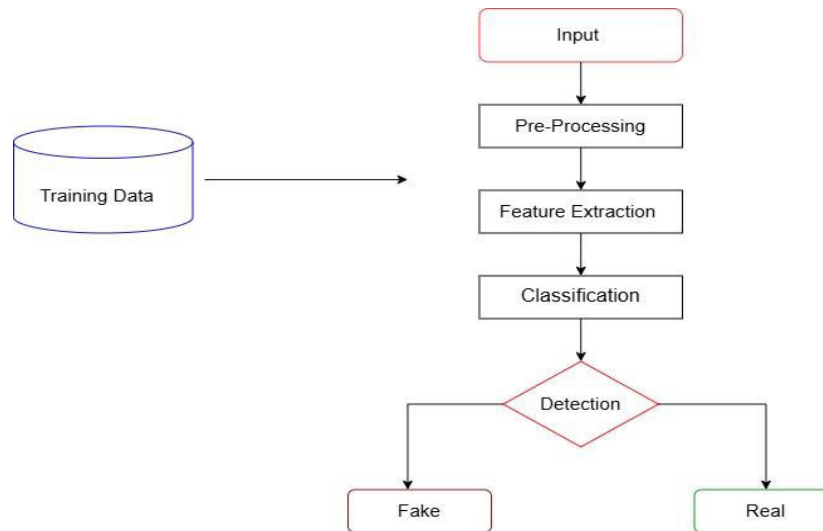 Input
Pre-Processing
Training Data
Feature Extraction
Classification
Detection
Fake
Real